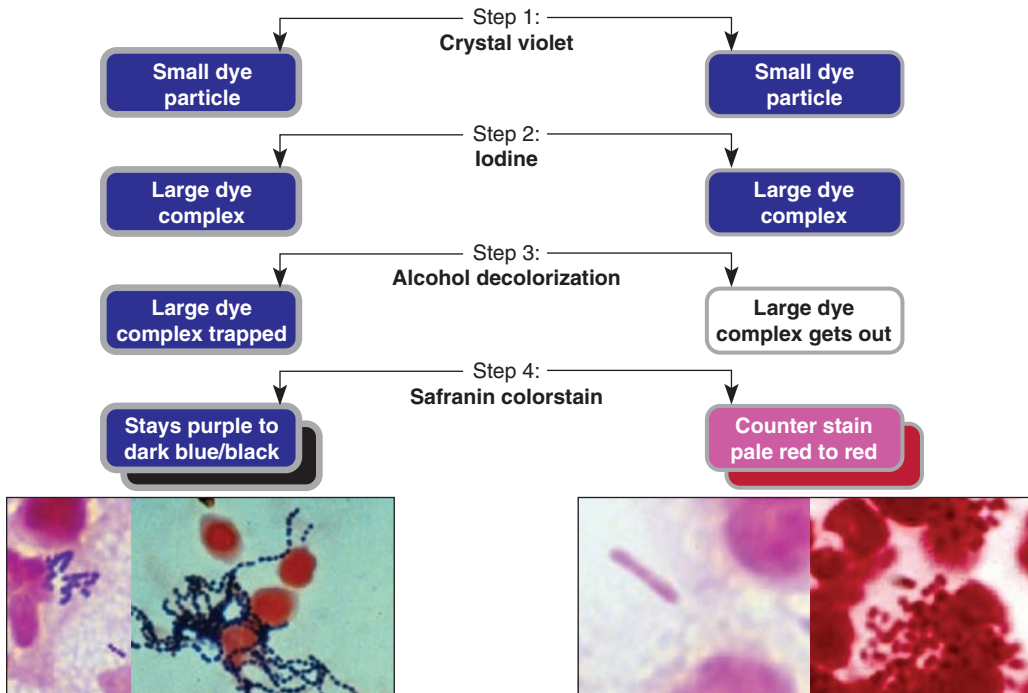 Step 1:
Crystal violet
Small dye
particle
Small dye
particle
Step 2:
Iodine
Large dye
complex
Large dye
complex
Step 3:
Alcohol decolorization
Large dye
complex trapped
Large dye
complex gets out
Step 4:
Safranin colorstain
Stays purple to
dark blue/black
Counter stain
pale red to red